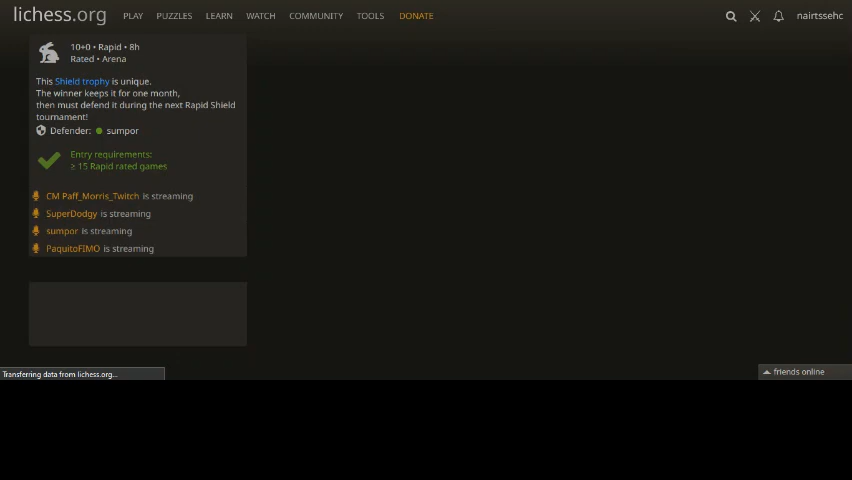 lichess.org PLAY PUZZLES LEARN WATCH COMMUNITY TOOLS DONATE nairtssehc
10+0 • Rapid • 8h
Rated • Arena
This Shield trophy is unique.
The winner keeps it for one month,
then must defend it during the next Rapid Shield
tournament!
Defender: sumpor
Entry requirements:
≥ 15 Rapid rated games
CM Paff_Morris_Twitch is streaming
SuperDodgy is streaming
sumpor is streaming
PaquitoFIMO is streaming
Transferring data from lichess.org...
friends online